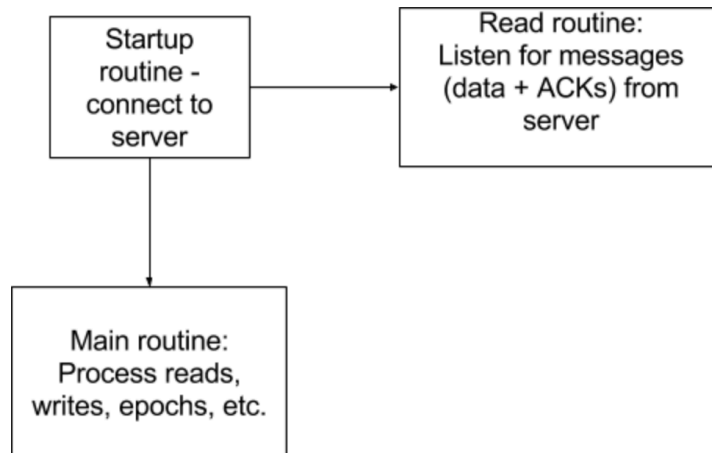 Startup
routine -
connect to
server
Read routine:
Listen for messages
(data + ACKs) from
server
Main routine:
Process reads,
writes, epochs, etc.